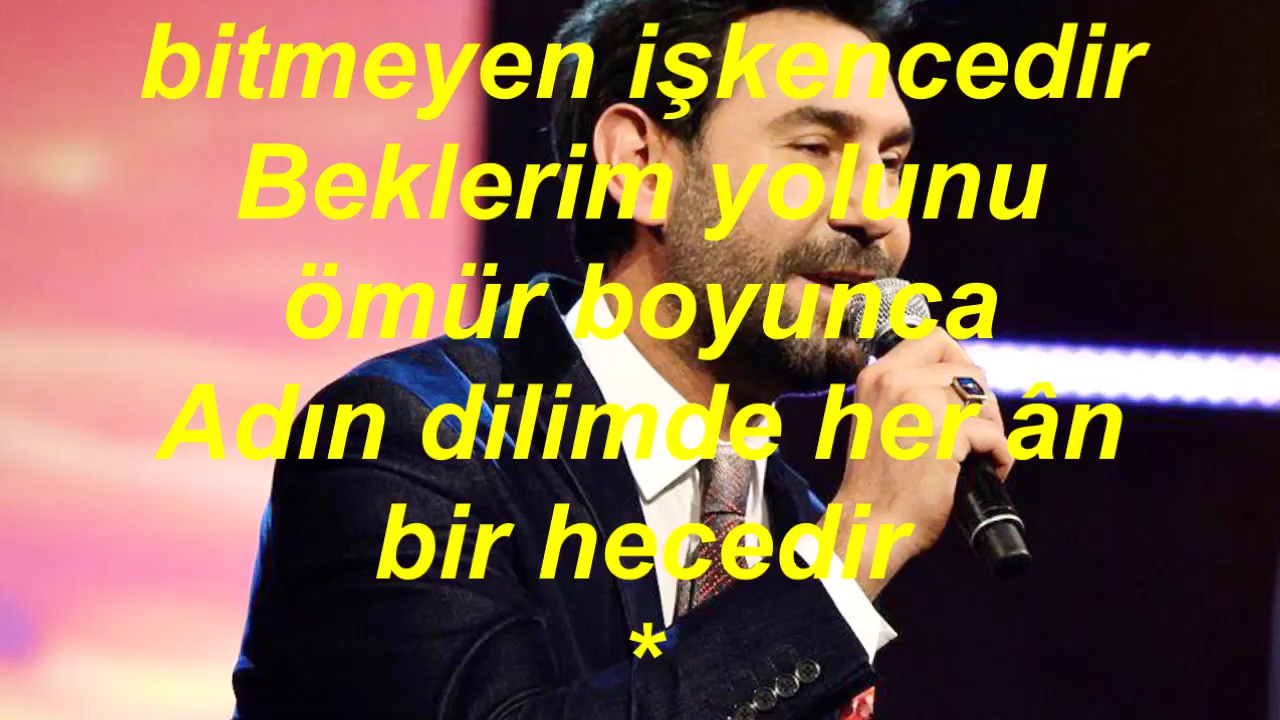 bitmeyen işkencedir
Beklerim yolunu
ömür boyunca
Adın dilimde her ân
bir hecedir
*